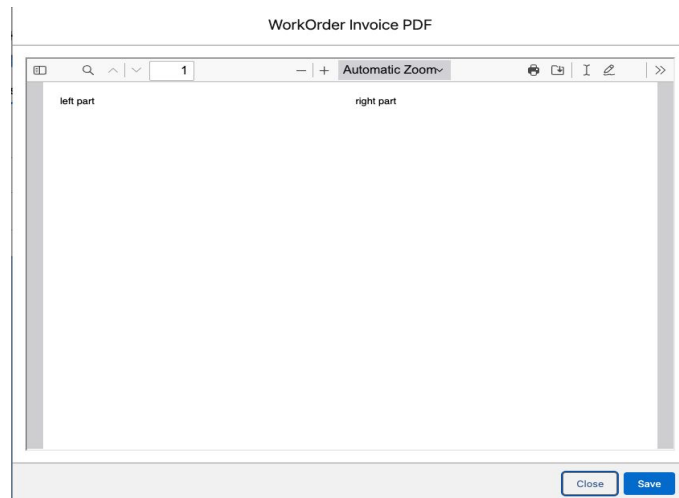 WorkOrder Invoice PDF
1
Automatic Zoom
left part right part
Close Save